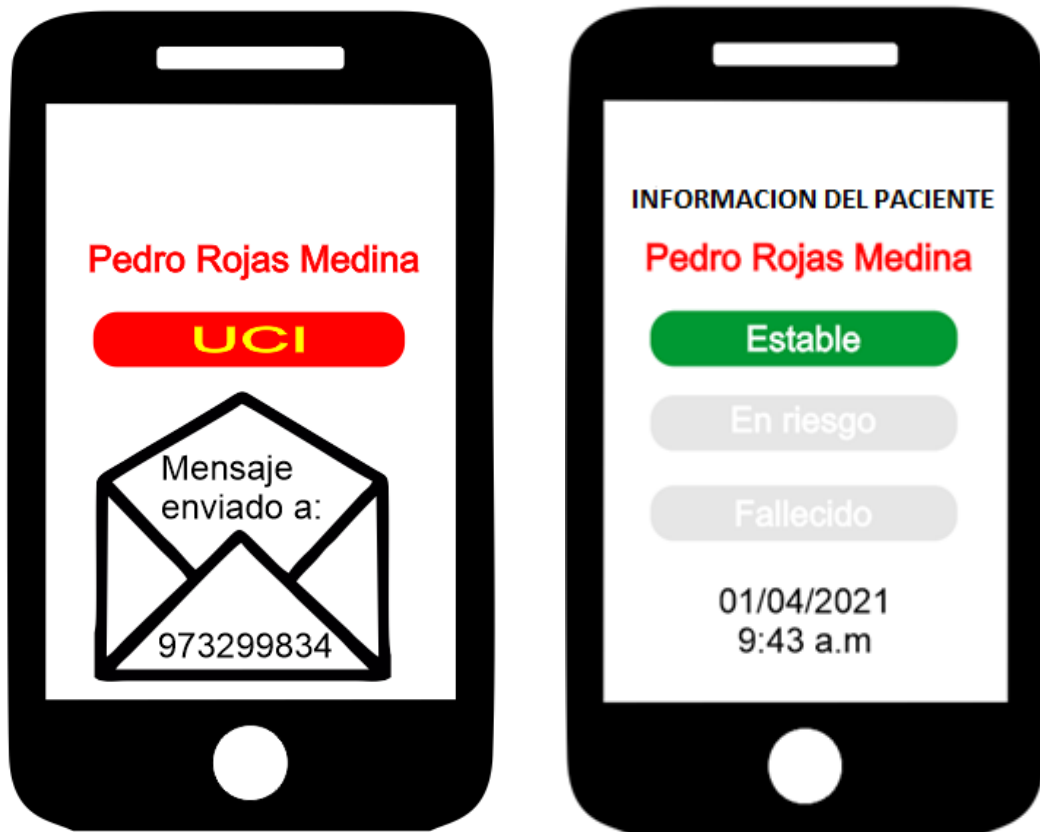 Pedro Rojas Medina
UCI
Mensaje
enviado a:
973299834
INFORMACION DEL PACIENTE
Pedro Rojas Medina
Estable
En riesgo
Fallecido
01/04/2021
9:43 a.m